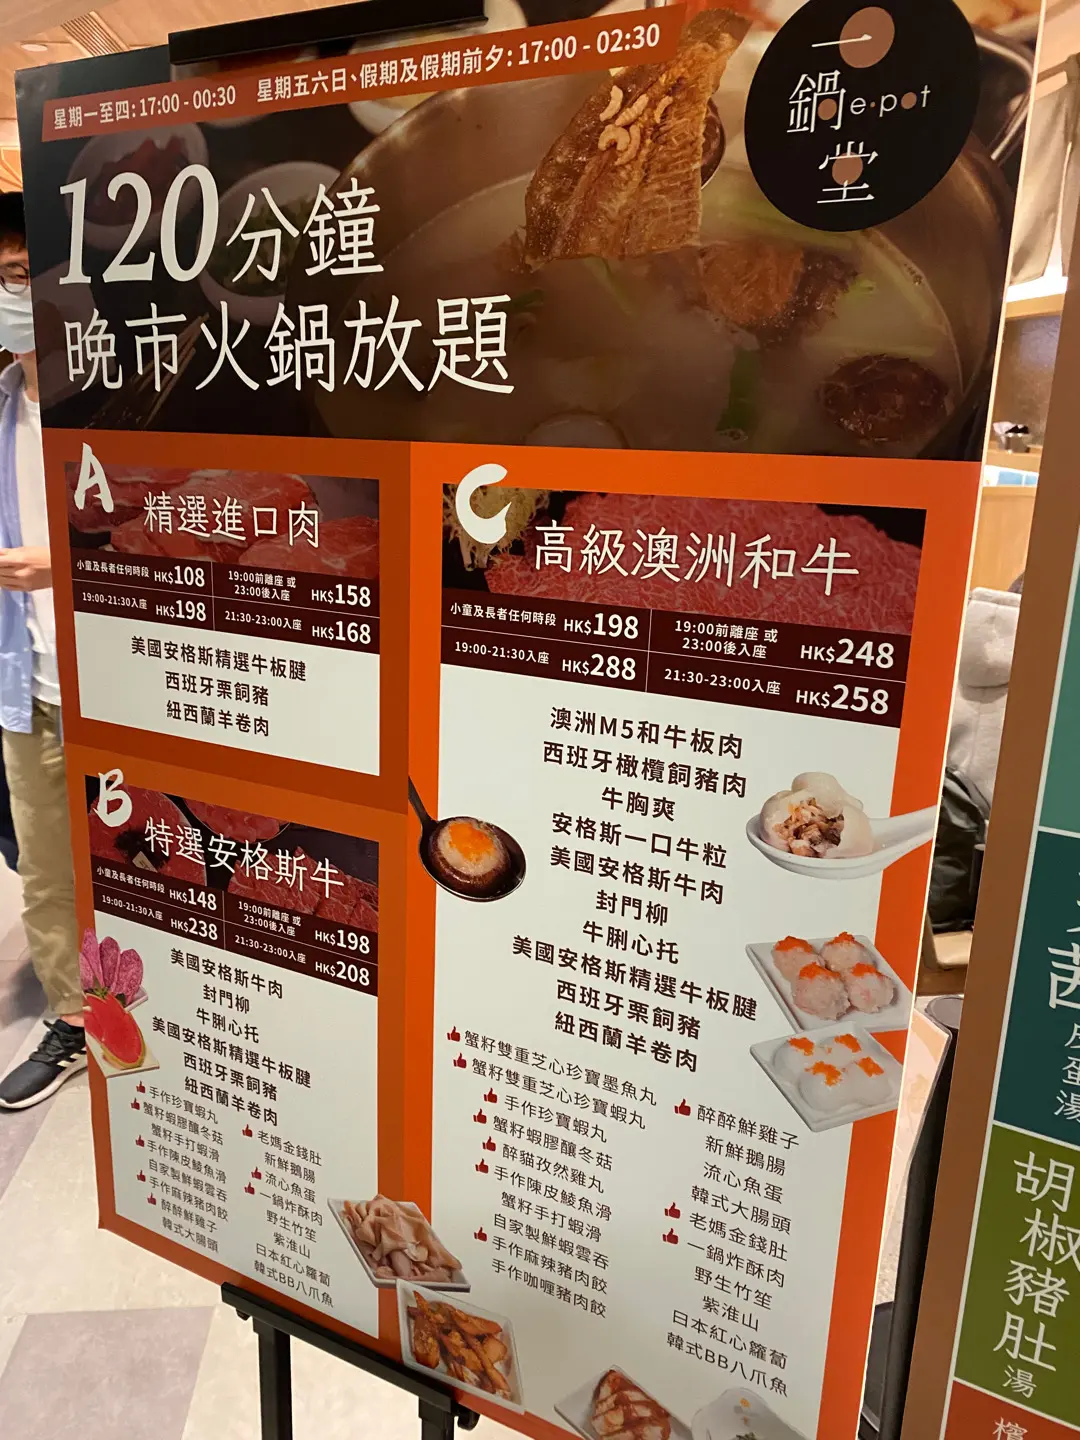 星期一至四: 17:00 - 00:30 星期五六日、假期及假期前夕: 17:00 - 02:30
一
鍋 e·pot
堂
120分鐘
晚市火鍋放題
A
精選進口肉
小童及長者任何時段 HK$108
19:00前離座 或
23:00後入座 HK$158
19:00-21:30入座 HK$198
21:30-23:00入座 HK$168
美國安格斯精選牛板腱
西班牙栗飼豬
紐西蘭羊卷肉
B
特選安格斯牛
小童及長者任何時段 HK$148
19:00前離座 或
23:00後入座 HK$198
19:00-21:30入座 HK$238
21:30-23:00入座 HK$208
美國安格斯牛肉
封門柳
牛脷心托
美國安格斯精選牛板腱
西班牙栗飼豬
紐西蘭羊卷肉
手作珍寶蝦丸
蟹籽蝦膠釀冬菇
蟹籽手打蝦滑
手作陳皮鯪魚滑
自家製鮮蝦雲吞
手作麻辣豬肉餃
醉醉鮮雞子
韓式大腸頭
老媽金錢肚
新鮮鵝腸
流心魚蛋
一鍋炸酥肉
野生竹笙
紫淮山
日本紅心蘿蔔
韓式BB八爪魚
C
高級澳洲和牛
小童及長者任何時段 HK$198
19:00前離座 或
23:00後入座 HK$248
19:00-21:30入座 HK$288
21:30-23:00入座 HK$258
澳洲M5和牛板肉
西班牙橄欖飼豬肉
牛胸爽
安格斯一口牛粒
美國安格斯牛肉
封門柳
牛脷心托
美國安格斯精選牛板腱
西班牙栗飼豬
紐西蘭羊卷肉
蟹籽雙重芝心珍寶墨魚丸
蟹籽雙重芝心珍寶蝦丸
手作珍寶蝦丸
蟹籽蝦膠釀冬菇
醉貓孜然雞丸
手作陳皮鯪魚滑
蟹籽手打蝦滑
自家製鮮蝦雲吞
手作麻辣豬肉餃
手作咖喱豬肉餃
醉醉鮮雞子
新鮮鵝腸
流心魚蛋
韓式大腸頭
老媽金錢肚
一鍋炸酥肉
野生竹笙
紫淮山
日本紅心蘿蔔
韓式BB八爪魚
茜
皮蛋湯
胡椒豬肚湯